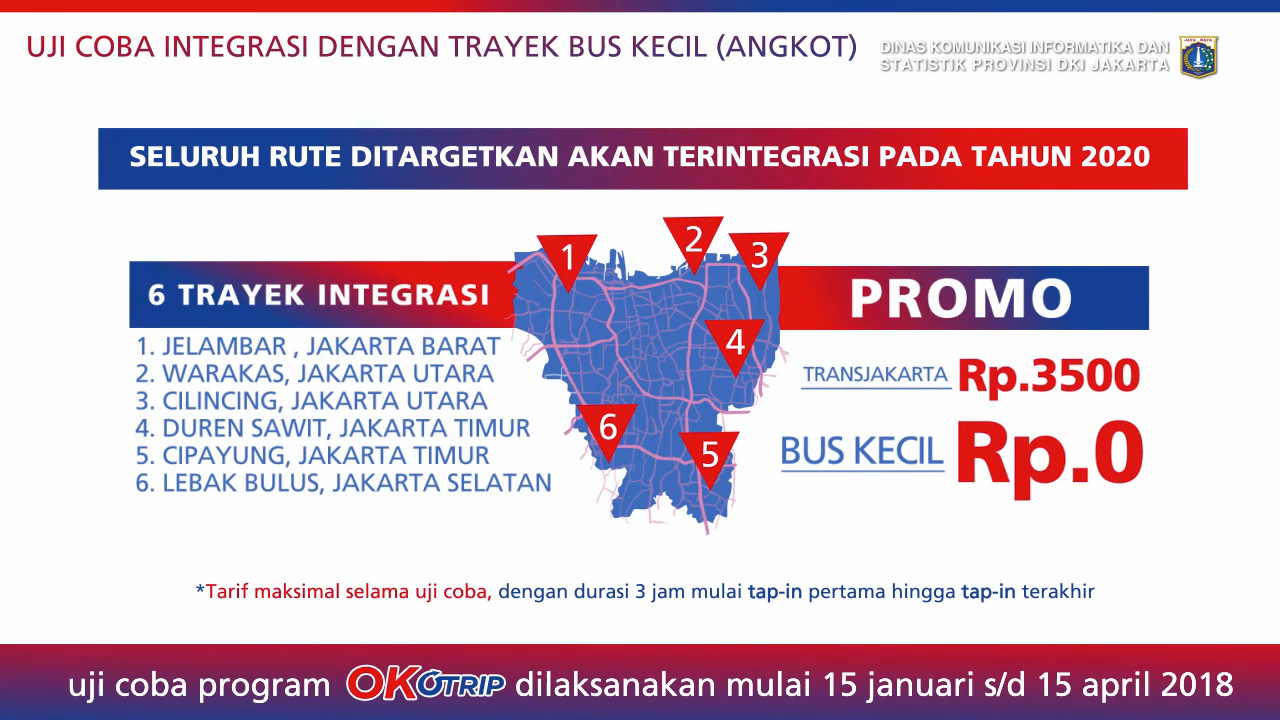 UJI COBA INTEGRASI DENGAN TRAYEK BUS KECIL (ANGKOT)
DINAS KOMUNIKASI INFORMATIKA DAN
STATISTIK PROVINSI DKI JAKARTA
JAYA RAYA
SELURUH RUTE DITARGETKAN AKAN TERINTEGRASI PADA TAHUN 2020
6 TRAYEK INTEGRASI
1. JELAMBAR , JAKARTA BARAT
2. WARAKAS, JAKARTA UTARA
3. CILINCING, JAKARTA UTARA
4. DUREN SAWIT, JAKARTA TIMUR
5. CIPAYUNG, JAKARTA TIMUR
6. LEBAK BULUS, JAKARTA SELATAN
1
2
3
4
6
5
PROMO
TRANSJAKARTA Rp.3500
BUS KECIL Rp.0
*Tarif maksimal selama uji coba, dengan durasi 3 jam mulai tap-in pertama hingga tap-in terakhir
uji coba program OK OTRIP dilaksanakan mulai 15 januari s/d 15 april 2018